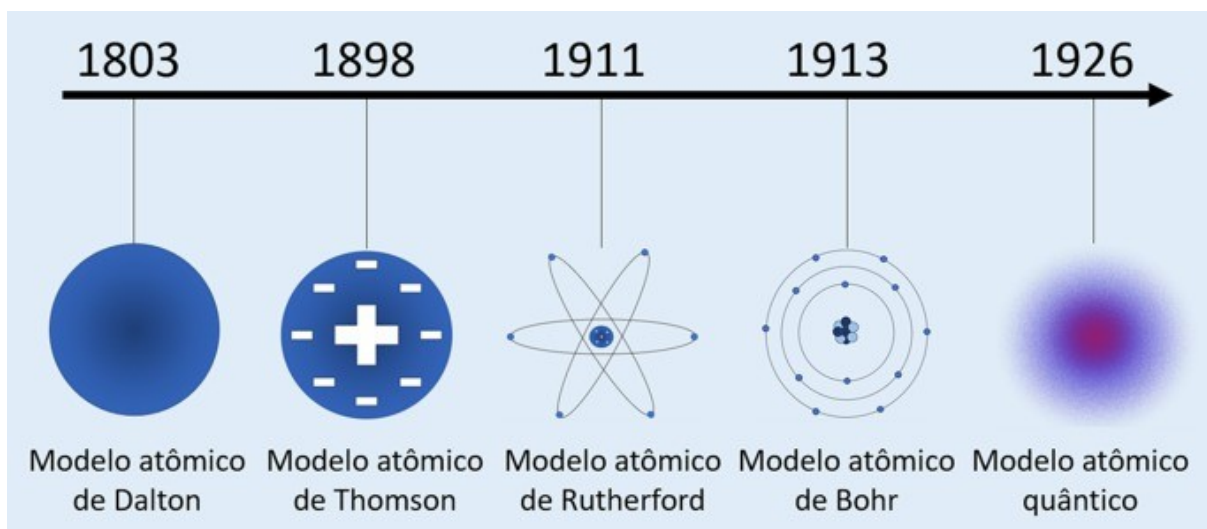 1803 1898 1911 1913 1926
Modelo atômico de Dalton
Modelo atômico de Thomson
Modelo atômico de Rutherford
Modelo atômico de Bohr
Modelo atômico quântico